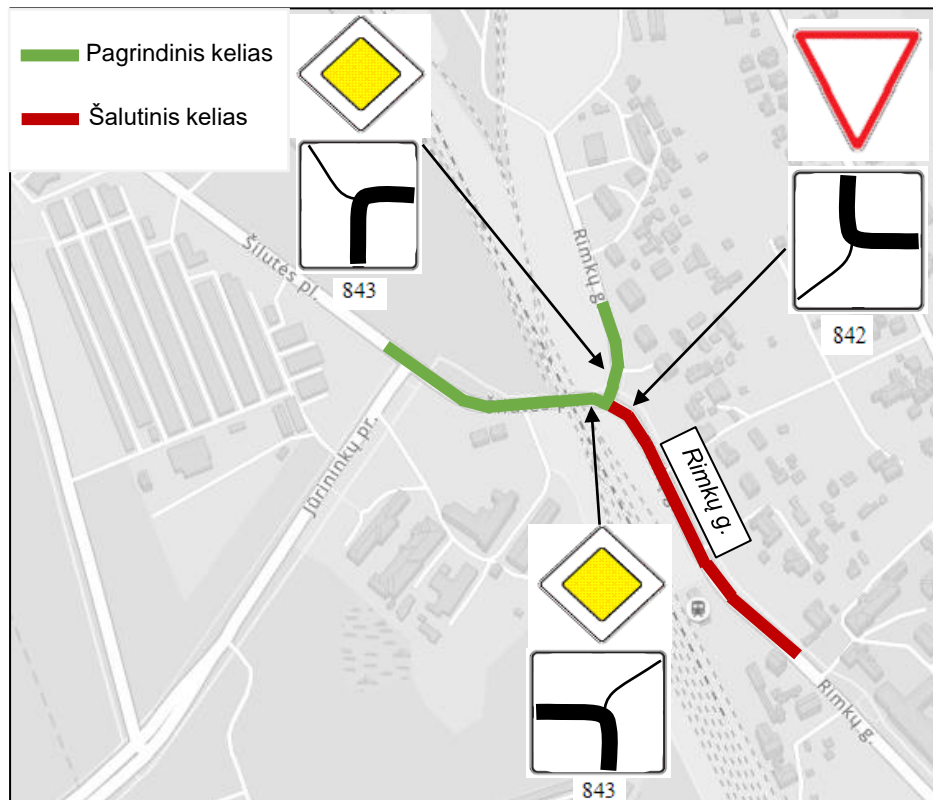 Pagrindinis kelias
Šalutinis kelias
843
842
Šilutės pl.
Rimkų g.
Jūrininkų pr.
Rimkų g.
Rimkų g.
843